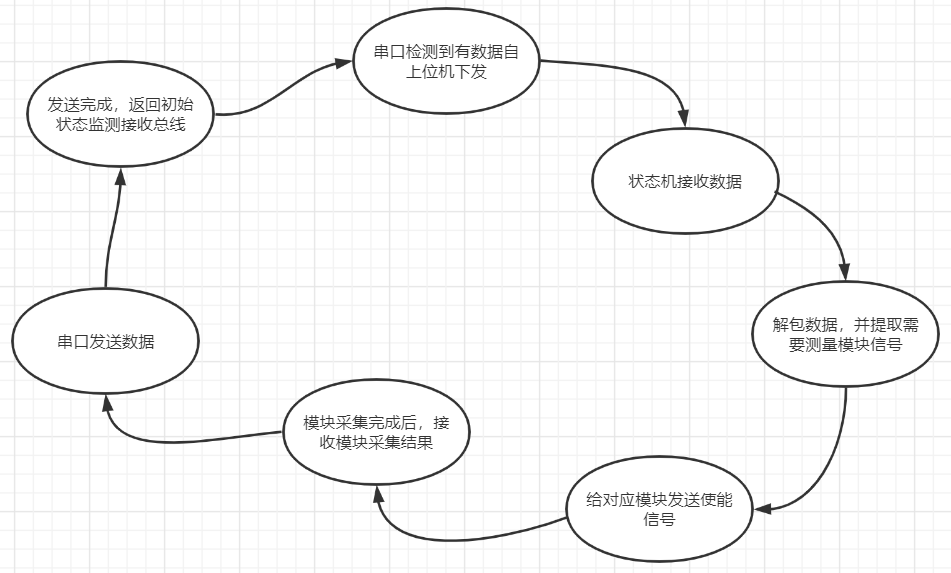 串口检测到有数据自
上位机下发
发送完成，返回初始
状态监测接收总线
状态机接收数据
解包数据，并提取需
要测量模块信号
串口发送数据
模块采集完成后，接
收模块采集结果
给对应模块发送使能
信号